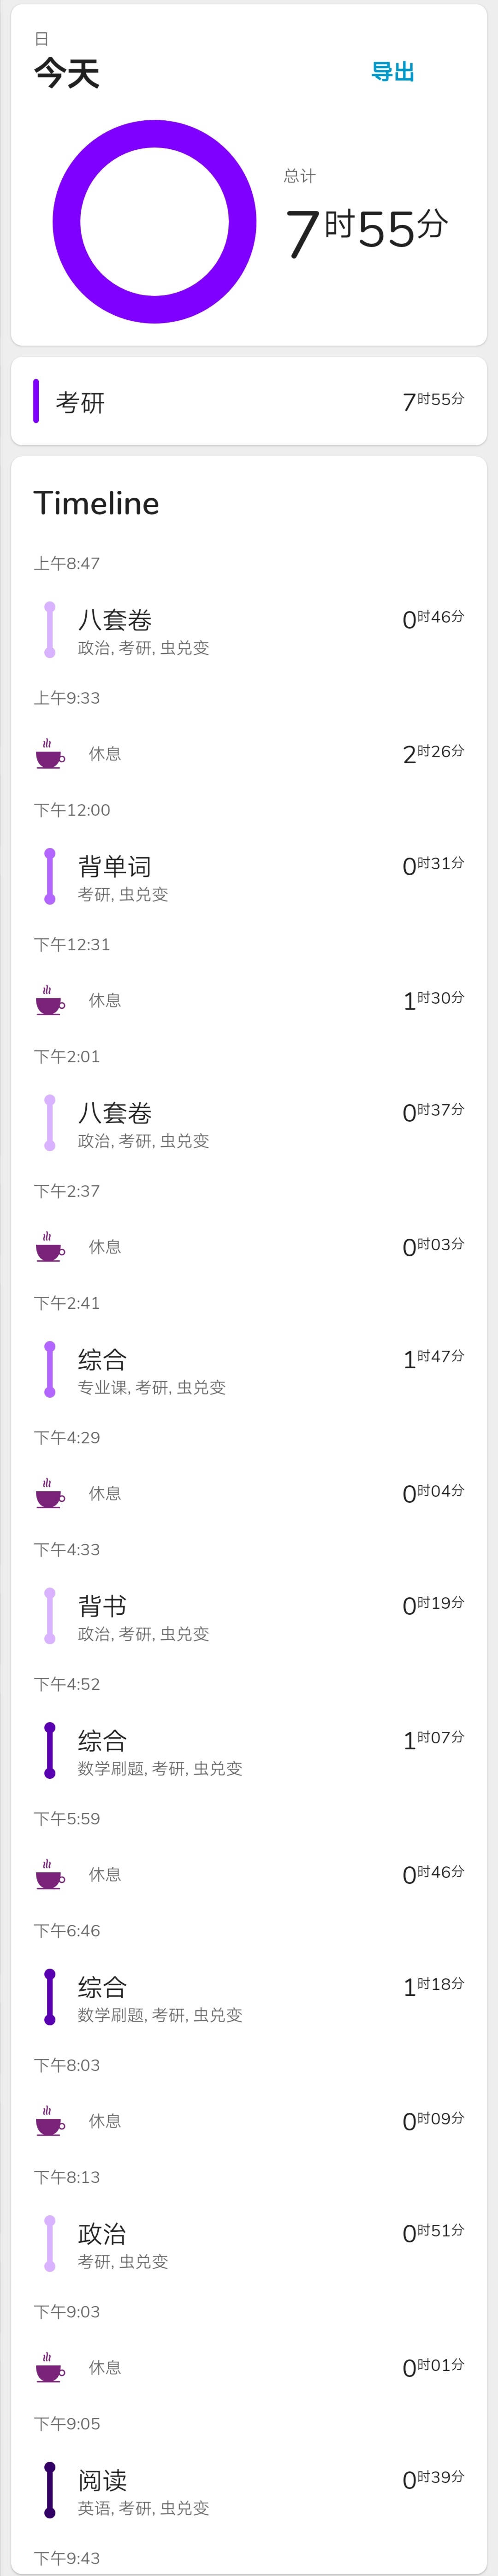 日
今天
导出
总计
7时55分
考研 7时55分
Timeline
上午8:47
八套卷 0时46分
政治, 考研, 虫兑变
上午9:33
休息 2时26分
下午12:00
背单词 0时31分
考研, 虫兑变
下午12:31
休息 1时30分
下午2:01
八套卷 0时37分
政治, 考研, 虫兑变
下午2:37
休息 0时03分
下午2:41
综合 1时47分
专业课, 考研, 虫兑变
下午4:29
休息 0时04分
下午4:33
背书 0时19分
政治, 考研, 虫兑变
下午4:52
综合 1时07分
数学刷题, 考研, 虫兑变
下午5:59
休息 0时46分
下午6:46
综合 1时18分
数学刷题, 考研, 虫兑变
下午8:03
休息 0时09分
下午8:13
政治 0时51分
考研, 虫兑变
下午9:03
休息 0时01分
下午9:05
阅读 0时39分
英语, 考研, 虫兑变
下午9:43